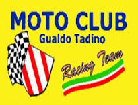 MOTO CLUB
Gualdo Tadino
Racing Team